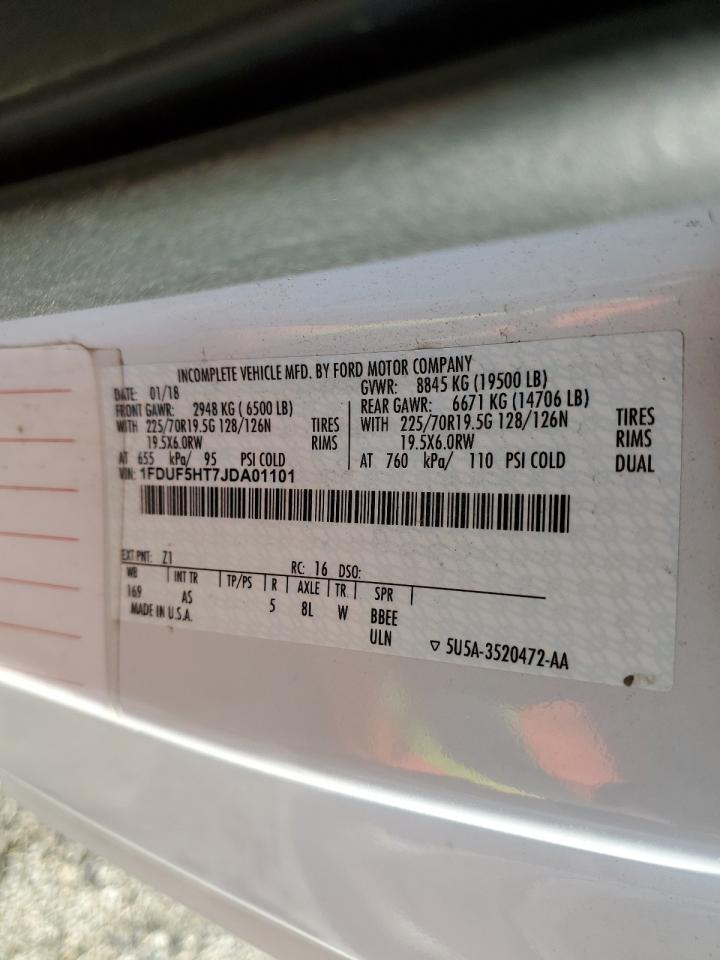 INCOMPLETE VEHICLE MFD. BY FORD MOTOR COMPANY
DATE: 01/18 GVWR: 8845 KG (19500 LB)
FRONT GAWR: 2948 KG ( 6500 LB) REAR GAWR: 6671 KG (14706 LB)
WITH 225/70R19.5G 128/126N TIRES WITH 225/70R19.5G 128/126N TIRES
19.5X6.0RW RIMS 19.5X6.0RW RIMS
AT 655 kPa/ 95 PSI COLD AT 760 kPa/ 110 PSI COLD DUAL
VIN: 1FDUF5HT7JDA01101
EXT PNT: Z1 RC: 16 DSO:
WB INT TR TP/PS R AXLE TR SPR
169 AS 5 8L W BBEE
MADE IN U.S.A. ULN ▽ 5U5A-3520472-AA